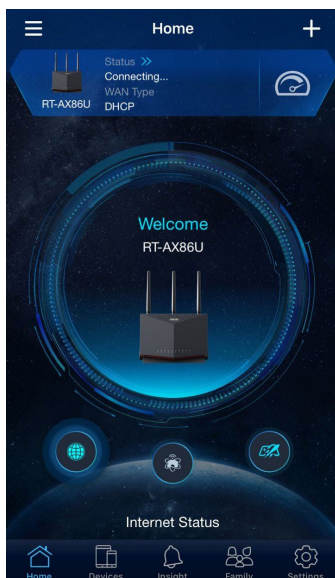 Home
Status
Connecting...
WAN Type
DHCP
RT-AX86U
Welcome
RT-AX86U
Internet Status
Home
Devices
Insight
Family
Settings